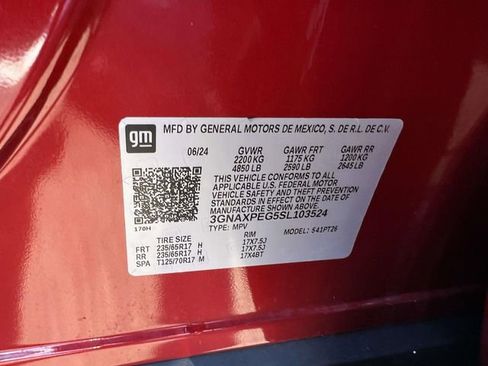 gm
MFD BY GENERAL MOTORS DE MEXICO, S. DE R.L. DE C.V.
06/24 GVWR GAWR FRT GAWR RR
2200 KG 1175 KG 1200 KG
4850 LB 2590 LB 2645 LB
THIS VEHICLE CONFORMS TO ALL
APPLICABLE U.S. FEDERAL MOTOR
VEHICLE SAFETY AND THEFT PREVENTION
STANDARDS IN EFFECT ON THE DATE OF
MANUFACTURE SHOWN ABOVE.
3GNAXPEG5SL103524
170H TYPE: MPV MODEL: 541PT26
TIRE SIZE RIM
FRT 235/65R17 H 17X7.5J
RR 235/65R17 H 17X7.5J
SPA T125/70R17 M 17X4BT